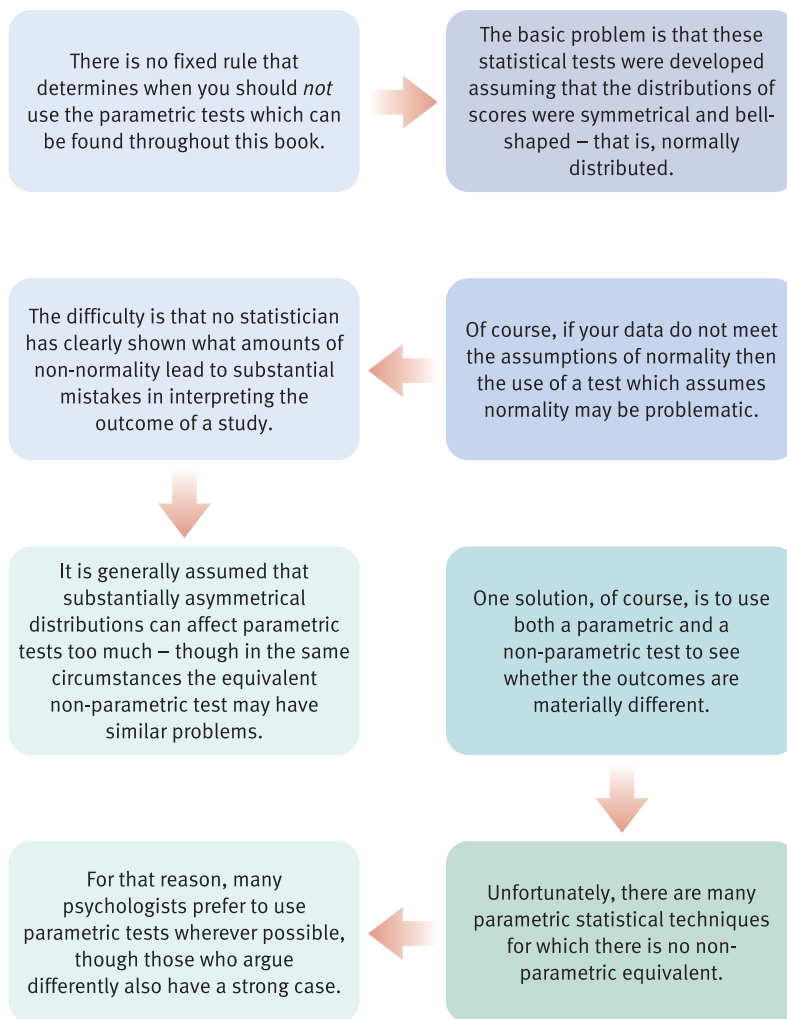 There is no fixed rule that
determines when you should not
use the parametric tests which can
be found throughout this book.
The basic problem is that these
statistical tests were developed
assuming that the distributions of
scores were symmetrical and bell-
shaped – that is, normally
distributed.
Of course, if your data do not meet
the assumptions of normality then
the use of a test which assumes
normality may be problematic.
The difficulty is that no statistician
has clearly shown what amounts of
non-normality lead to substantial
mistakes in interpreting the
outcome of a study.
It is generally assumed that
substantially asymmetrical
distributions can affect parametric
tests too much – though in the same
circumstances the equivalent
non-parametric test may have
similar problems.
One solution, of course, is to use
both a parametric and a
non-parametric test to see
whether the outcomes are
materially different.
Unfortunately, there are many
parametric statistical techniques
for which there is no non-
parametric equivalent.
For that reason, many
psychologists prefer to use
parametric tests wherever possible,
though those who argue
differently also have a strong case.